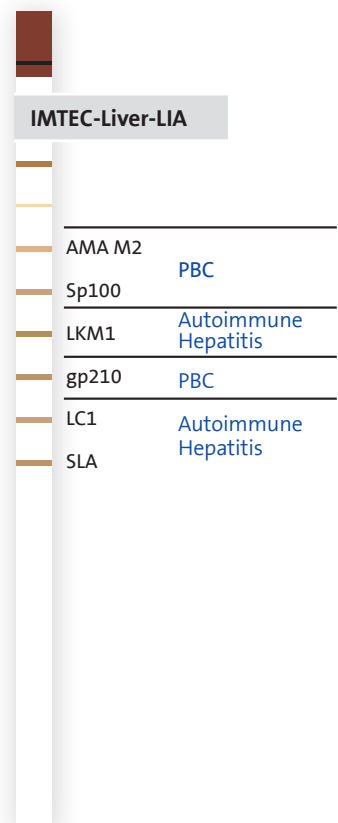 IMTEC-Liver-LIA
AMA M2
PBC
Sp100
LKM1
Autoimmune
Hepatitis
gp210
PBC
LC1
Autoimmune
Hepatitis
SLA